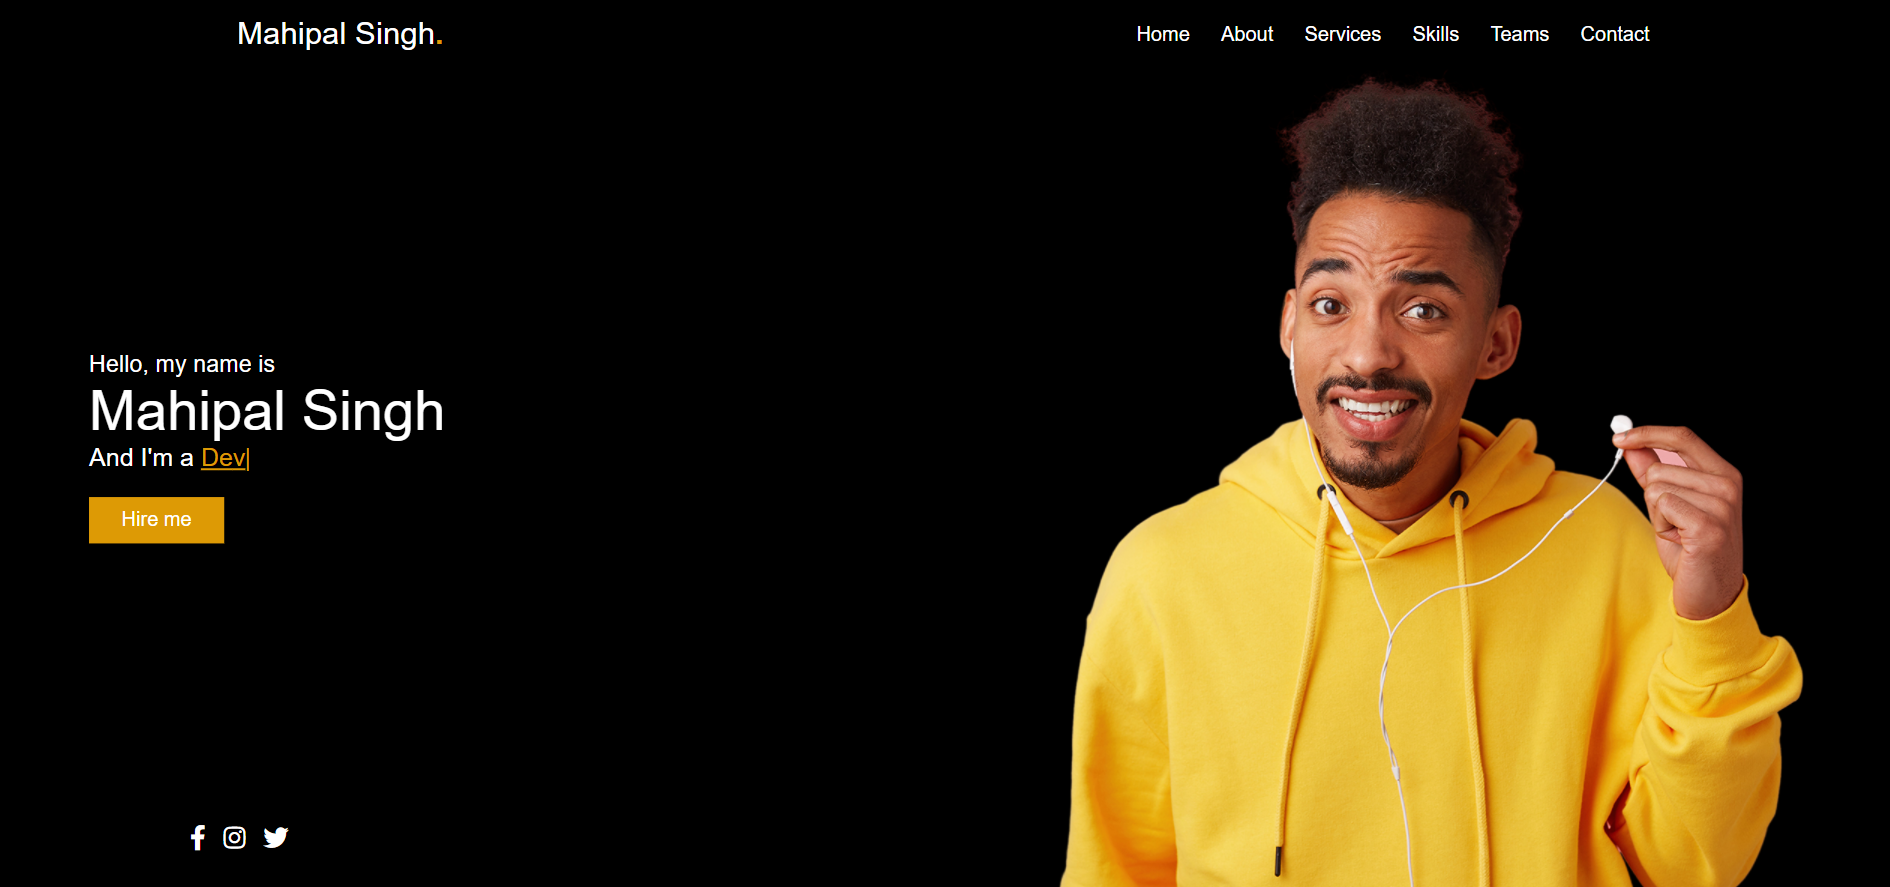 Mahipal Singh.
Home About Services Skills Teams Contact
Hello, my name is
Mahipal Singh
And I'm a Dev|
Hire me